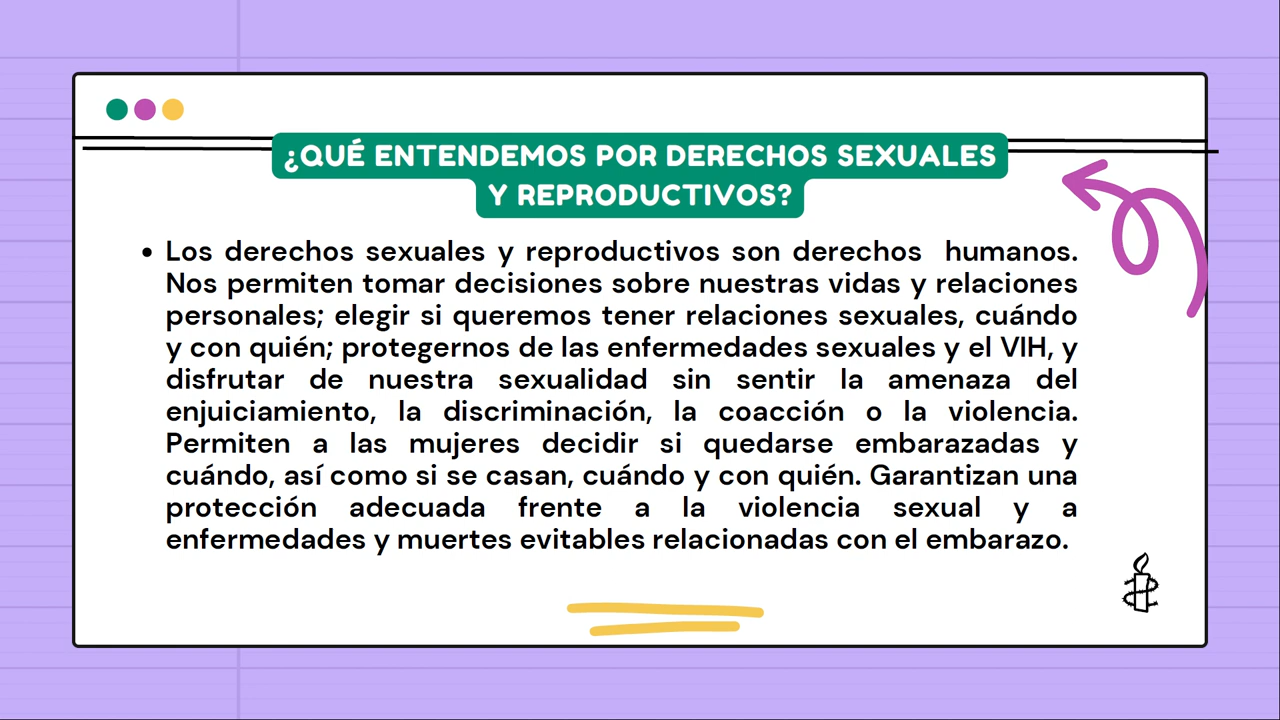 ¿QUÉ ENTENDEMOS POR DERECHOS SEXUALES
Y REPRODUCTIVOS?
• Los derechos sexuales y reproductivos son derechos humanos.
Nos permiten tomar decisiones sobre nuestras vidas y relaciones
personales; elegir si queremos tener relaciones sexuales, cuándo
y con quién; protegernos de las enfermedades sexuales y el VIH, y
disfrutar de nuestra sexualidad sin sentir la amenaza del
enjuiciamiento, la discriminación, la coacción o la violencia.
Permiten a las mujeres decidir si quedarse embarazadas y
cuándo, así como si se casan, cuándo y con quién. Garantizan una
protección adecuada frente a la violencia sexual y a
enfermedades y muertes evitables relacionadas con el embarazo.